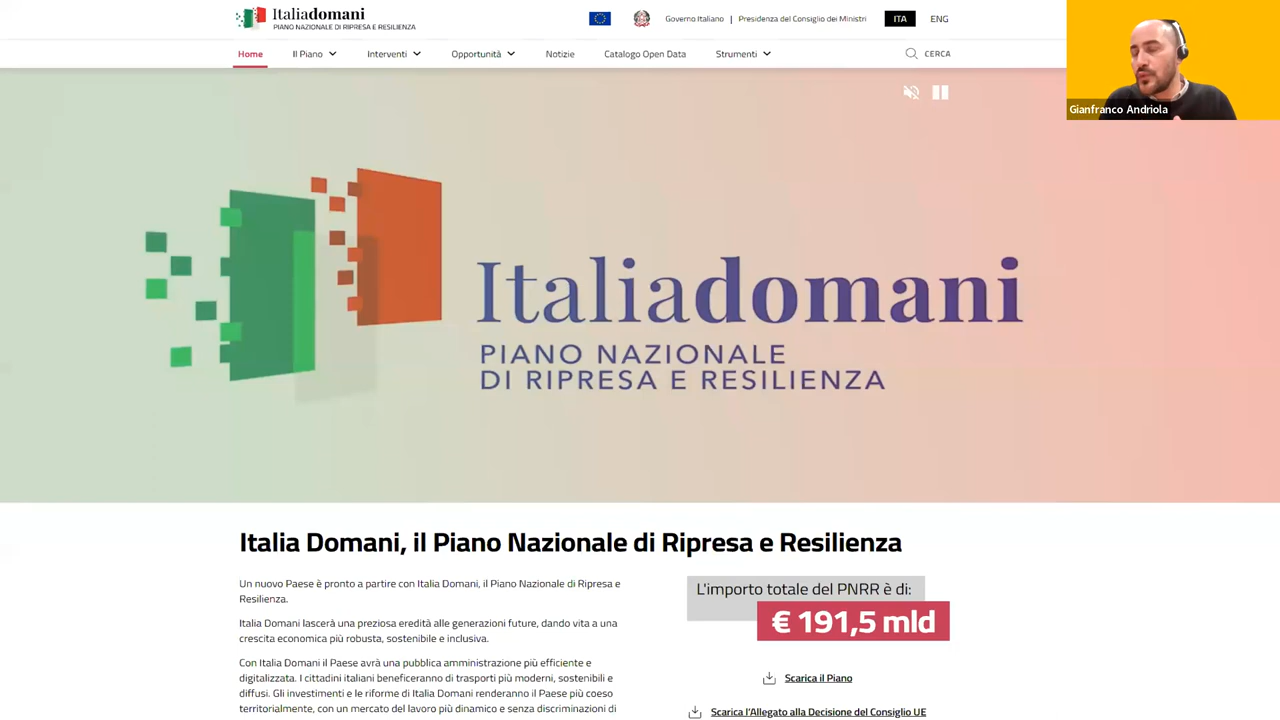 Italiadomani
PIANO NAZIONALE DI RIPRESA E RESILIENZA
Governo Italiano | Presidenza del Consiglio dei Ministri
ITA
ENG
Home
Il Piano
Interventi
Opportunità
Notizie
Catalogo Open Data
Strumenti
CERCA
Gianfranco Andriola
Italiadomani
PIANO NAZIONALE
DI RIPRESA E RESILIENZA
Italia Domani, il Piano Nazionale di Ripresa e Resilienza
Un nuovo Paese è pronto a partire con Italia Domani, il Piano Nazionale di Ripresa e
Resilienza.
Italia Domani lascerà una preziosa eredità alle generazioni future, dando vita a una
crescita economica più robusta, sostenibile e inclusiva.
Con Italia Domani il Paese avrà una pubblica amministrazione più efficiente e
digitalizzata. I cittadini italiani beneficeranno di trasporti più moderni, sostenibili e
diffusi. Gli investimenti e le riforme di Italia Domani renderanno il Paese più coeso
territorialmente, con un mercato del lavoro più dinamico e senza discriminazioni di
L'importo totale del PNRR è di:
€ 191,5 mld
Scarica il Piano
Scarica l'Allegato alla Decisione del Consiglio UE